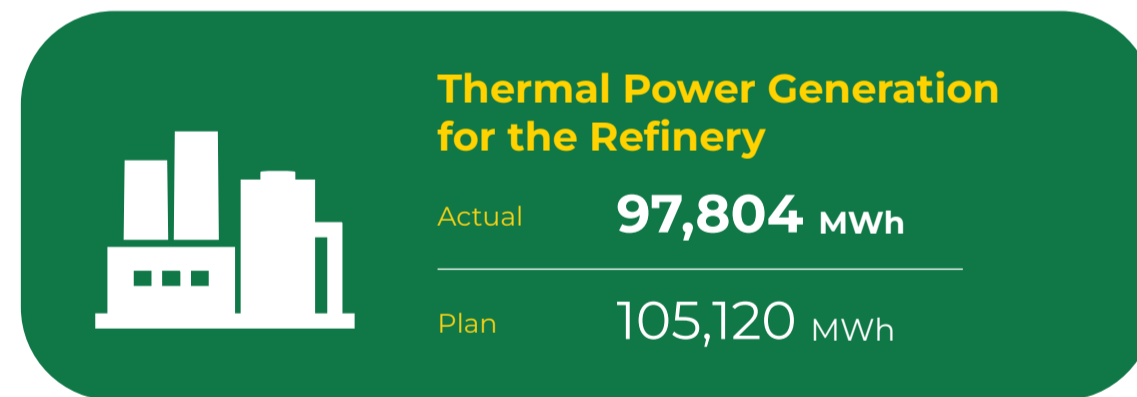 Thermal Power Generation
for the Refinery
Actual 97,804 MWh
Plan 105,120 MWh